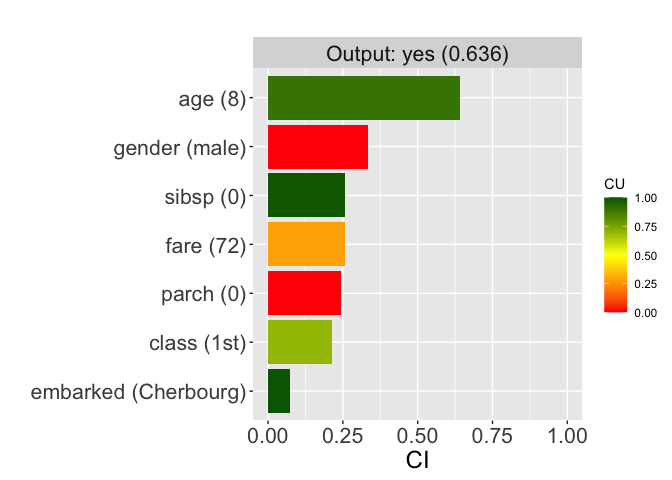 Output: yes (0.636)
age (8)
gender (male)
sibsp (0)
fare (72)
parch (0)
class (1st)
embarked (Cherbourg)
0.00 0.25 0.50 0.75 1.00
CI
CU
1.00
0.75
0.50
0.25
0.00